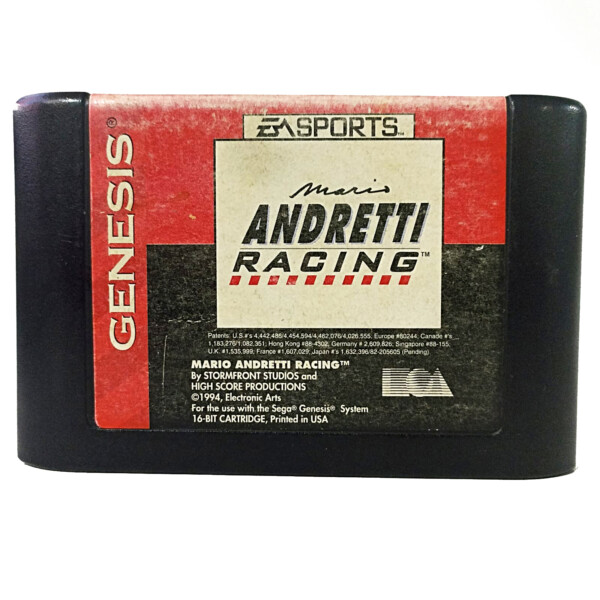 GENESIS®
EA SPORTS™
Mario
ANDRETTI
RACING™
Patents: U.S.#'s 4,442,486/4,454,594/4,462,076/4,026,555, Europe #80244, Canada #'s
1,183,276/1,082,351, Hong Kong #88-4302, Germany # 2,609,826, Singapore #88-155,
U.K. #1,535,999, France #1,607,029, Japan #'s 1,632,396/82-205605 (Pending)
MARIO ANDRETTI RACING™
By STORMFRONT STUDIOS and
HIGH SCORE PRODUCTIONS
©1994, Electronic Arts
For the use with the Sega® Genesis® System
16-BIT CARTRIDGE, Printed in USA